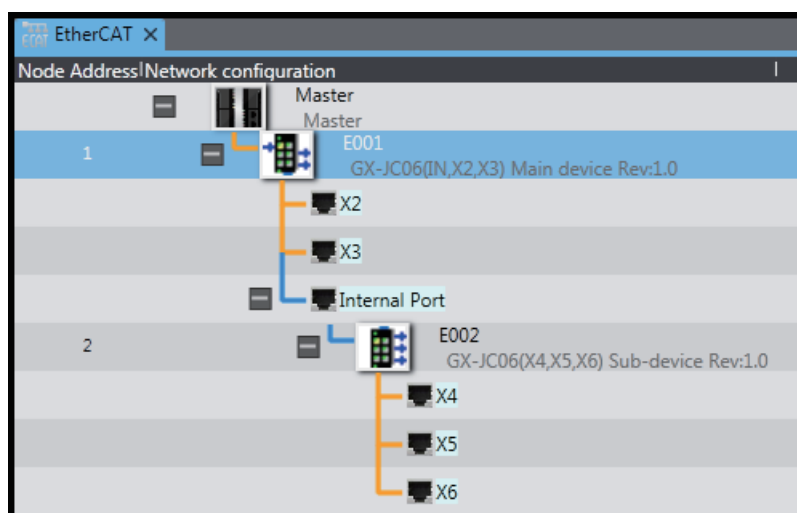 ECAT EtherCAT ×
Node Address Network configuration
Master
Master
1 E001
GX-JC06(IN,X2,X3) Main device Rev:1.0
X2
X3
Internal Port
2 E002
GX-JC06(X4,X5,X6) Sub-device Rev:1.0
X4
X5
X6